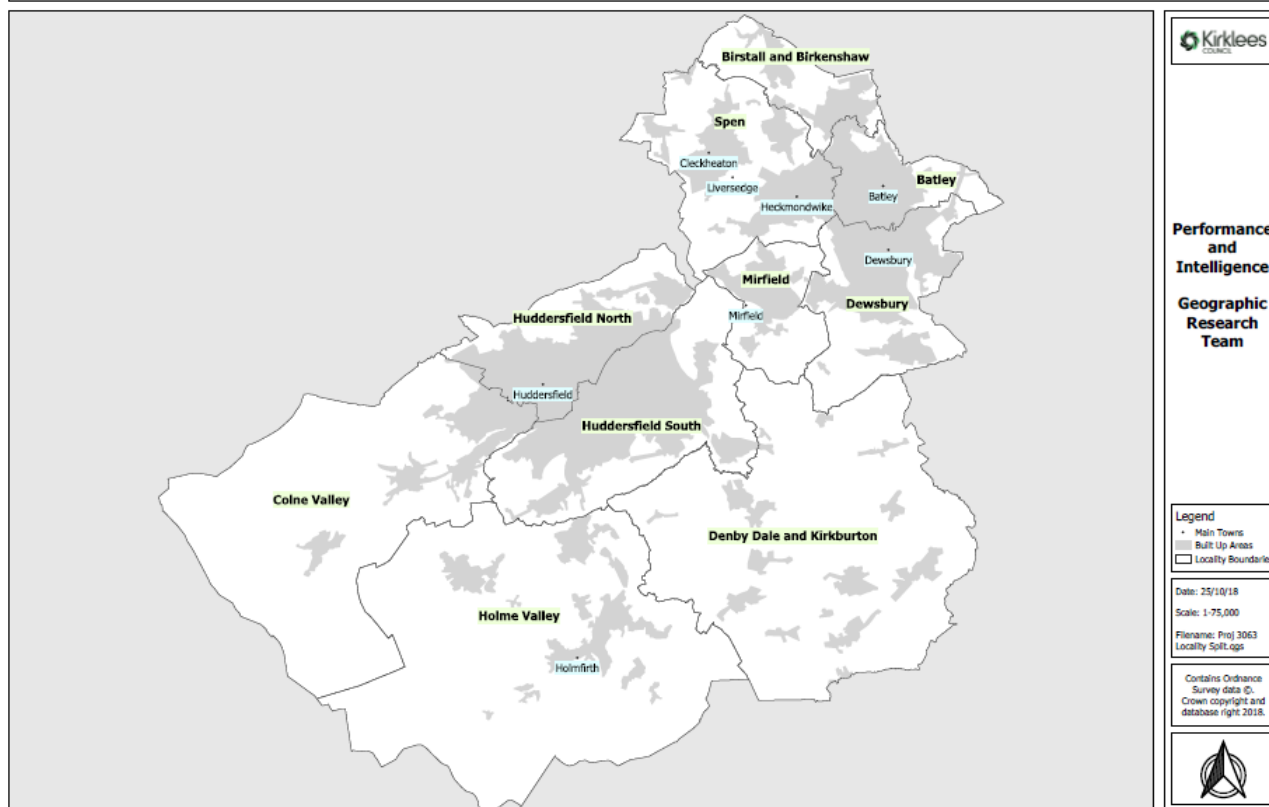 Birstall and Birkenshaw
Spen
Cleckheaton
Liversedge
Heckmondwike
Batley
Batley
Dewsbury
Mirfield
Mirfield
Dewsbury
Huddersfield North
Huddersfield
Huddersfield South
Colne Valley
Denby Dale and Kirkburton
Holme Valley
Holmfirth
Kirklees
COUNCIL
Performance
and
Intelligence
Geographic
Research
Team
Legend
Main Towns
Built Up Areas
Locality Boundarie
Date: 25/10/18
Scale: 1-75,000
Filename: Proj 3063
Locality Split.qgs
Contains Ordnance
Survey data ©.
Crown copyright and
database right 2018.